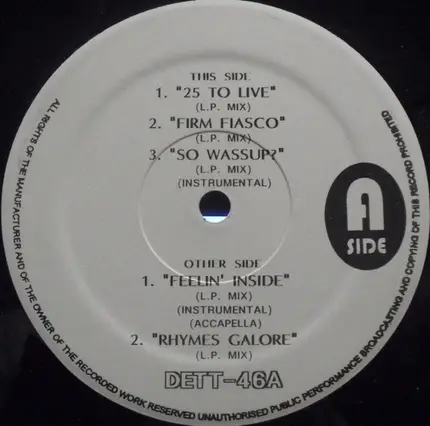 THIS SIDE
1. "25 TO LIVE"
(L.P. MIX)
2. "FIRM FIASCO"
(L.P. MIX)
3. "SO WASSUP?"
(L.P. MIX)
(INSTRUMENTAL)
A
SIDE
OTHER SIDE
1. "FEELIN' INSIDE"
(L.P. MIX)
(INSTRUMENTAL)
(ACCAPELLA)
2. "RHYMES GALORE"
(L.P. MIX)
DETT-46A
ALL RIGHTS OF THE MANUFACTURER AND OF THE OWNER OF THE RECORDED WORK RESERVED UNAUTHORISED PUBLIC PERFORMANCE BROADCASTING AND COPYING OF THIS RECORD PROHIBITED